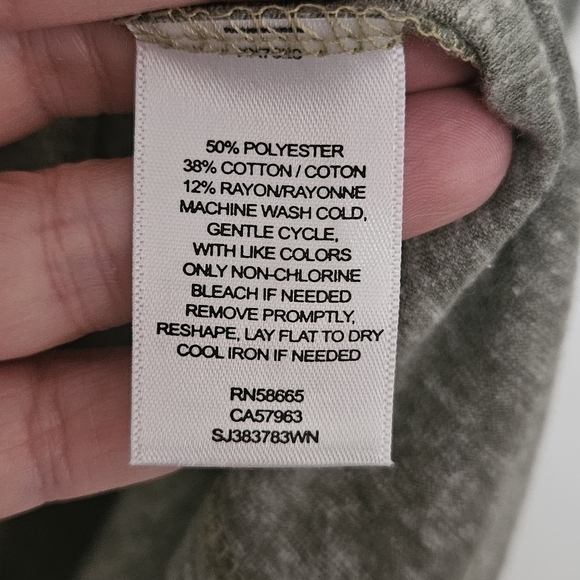 50% POLYESTER
38% COTTON / COTON
12% RAYON/RAYONNE
MACHINE WASH COLD,
GENTLE CYCLE,
WITH LIKE COLORS
ONLY NON-CHLORINE
BLEACH IF NEEDED
REMOVE PROMPTLY,
RESHAPE, LAY FLAT TO DRY
COOL IRON IF NEEDED
RN58665
CA57963
SJ383783WN